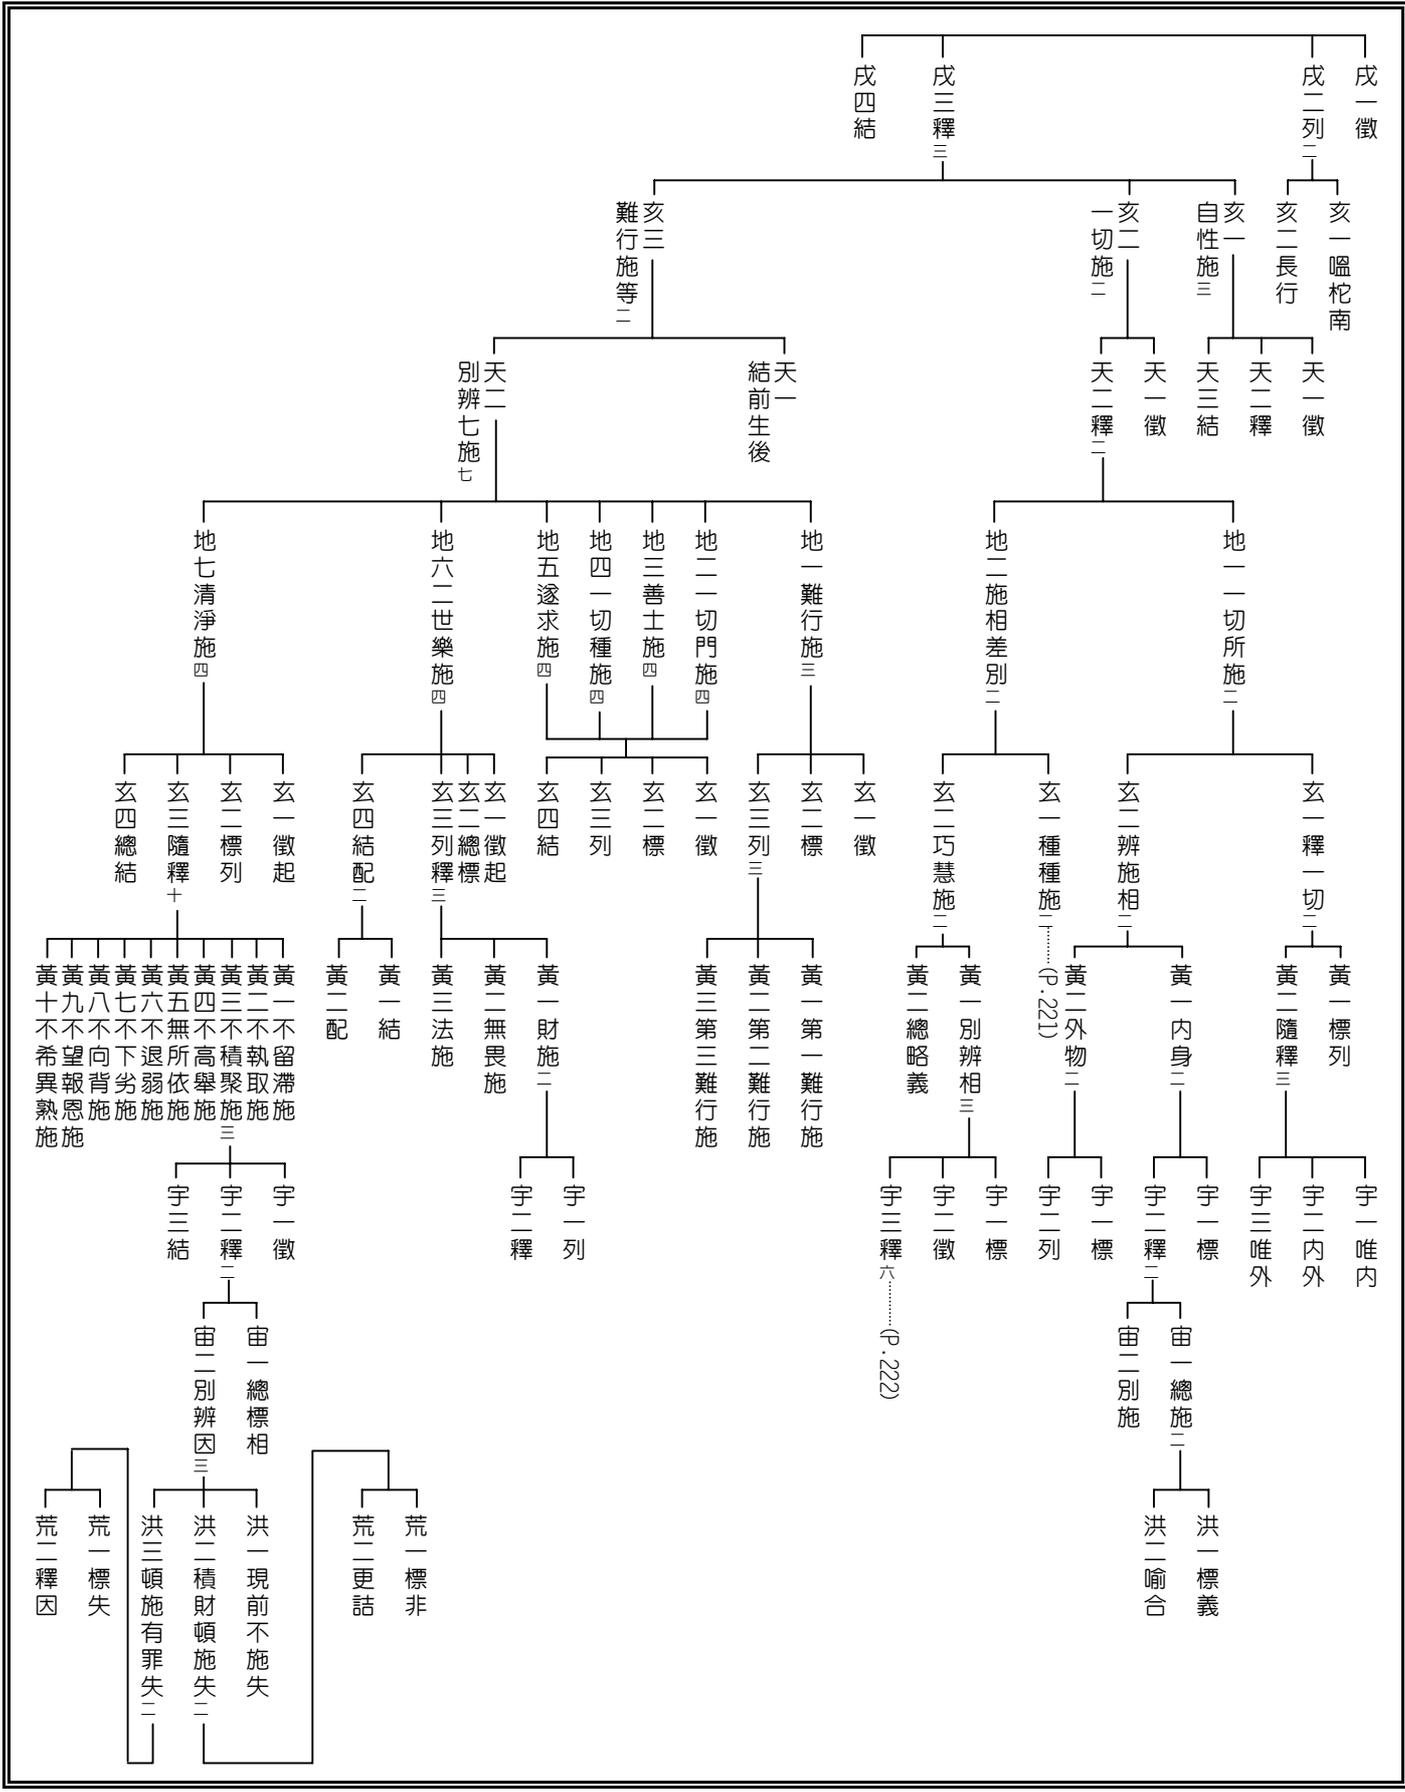 戌一徵
戌二列二
戌三釋三
戌四結
亥一嗢柁南
亥二長行
亥一
自性施三
亥二
一切施二
亥三
難行施等二
天一徵
天二釋
天三結
天一徵
天二釋二
天一
結前生後
天二
別辨七施七
地一一切所施二
地二施相差別二
地一難行施三
地二一切門施四
地三善士施四
地四一切種施四
地五遂求施四
地六二世樂施四
地七清淨施四
玄一釋一切二
玄二辨施相二
玄一種種施二………(P.221)
玄二巧慧施二
玄一徵
玄二標
玄三列三
玄一徵
玄二標
玄三列
玄四結
玄一徵起
玄二總標
玄三列釋三
玄四結配二
玄一徵起
玄二標列
玄三隨釋十
玄四總結
黃一標列
黃二隨釋三
黃一內身二
黃二外物二
黃一別辨相三
黃二總略義
黃一第一難行施
黃二第二難行施
黃三第三難行施
黃一財施二
黃二無畏施
黃三法施
黃一結
黃二配
黃一不留滯施
黃二不執取施
黃三不積聚施三
黃四不高舉施
黃五無所依施
黃六不退弱施
黃七不下劣施
黃八不向背施
黃九不望報恩施
黃十不希異熟施
宇一唯內
宇二內外
宇三唯外
宇一標
宇二釋二
宇一標
宇二列
宇一標
宇二徵
宇三釋六………(P.222)
宇一列
宇二釋
宇一徵
宇二釋二
宇三結
宙一總施二
宙二別施
宙一總標相
宙二別辨因三
洪一標義
洪二喻合
洪一現前不施失
洪二積財頓施失二
洪三頓施有罪失二
荒一標非
荒二更詰
荒一標失
荒二釋因